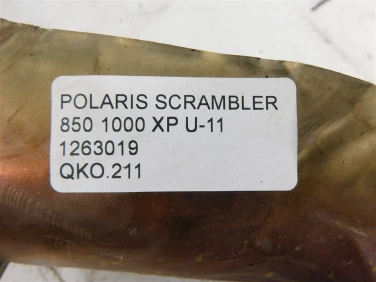 POLARIS SCRAMBLER
850 1000 XP U-11
1263019
QKO.211